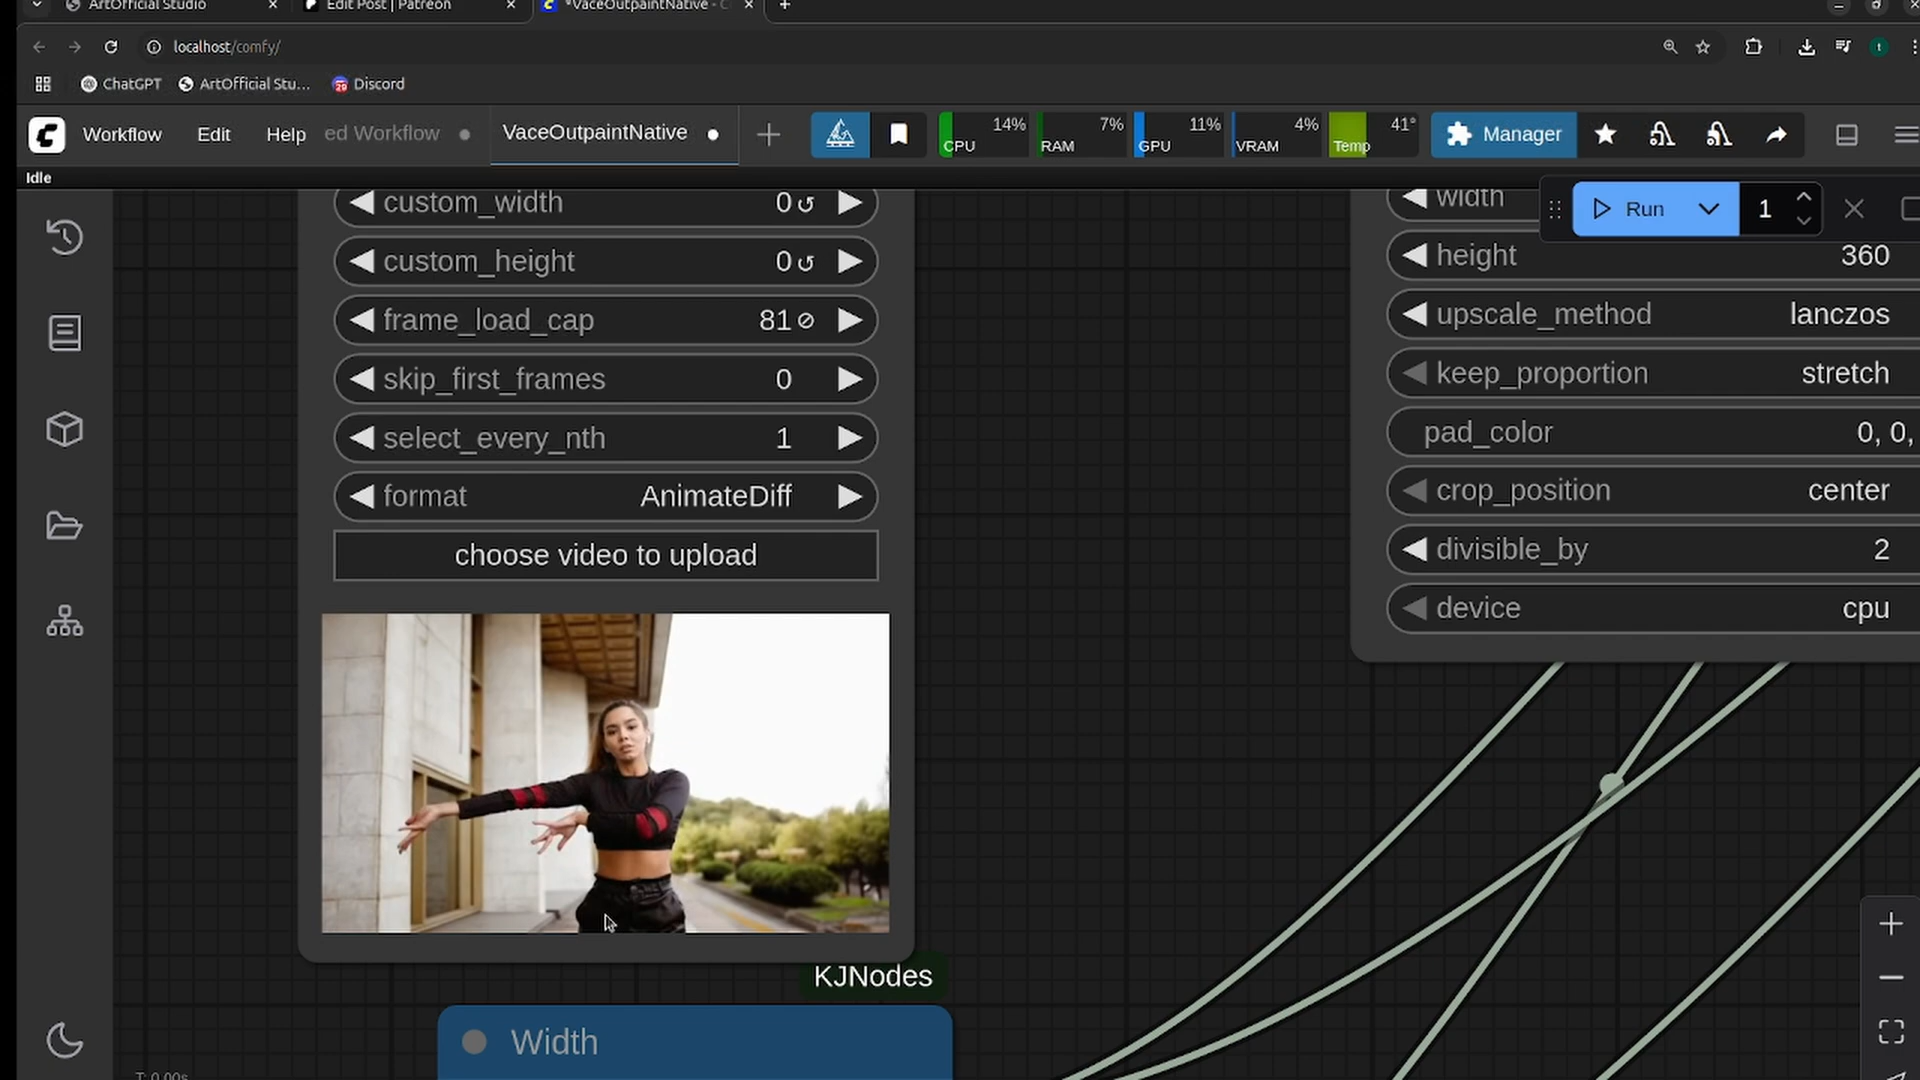 ArtOfficial Studio
Edit Post | Patreon
*VaceOutpaintNative - C
localhost/comfy/
t
ChatGPT
ArtOfficial Stu...
29
Discord
Workflow
Edit
Help
ed Workflow
VaceOutpaintNative
CPU
14%
RAM
7%
GPU
11%
VRAM
4%
Temp
41°
Manager
Idle
custom_width
0
custom_height
0
frame_load_cap
81
skip_first_frames
0
select_every_nth
1
format
AnimateDiff
choose video to upload
width
Run
1
height
360
upscale_method
lanczos
keep_proportion
stretch
pad_color
0, 0,
crop_position
center
divisible_by
2
device
cpu
KJNodes
Width
T: 0.00s